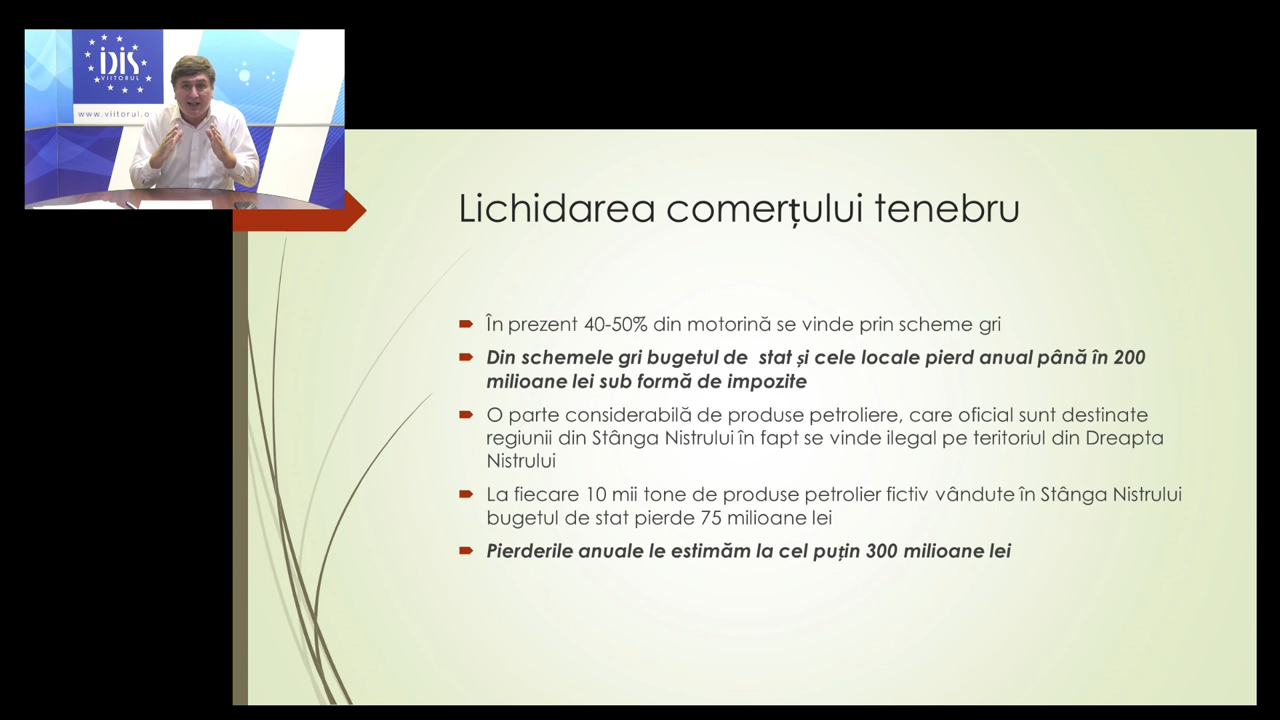 iDiS
VIITORUL
www.viitorul.o
Lichidarea comerțului tenebru
În prezent 40-50% din motorină se vinde prin scheme gri
Din schemele gri bugetul de stat și cele locale pierd anual până în 200
milioane lei sub formă de impozite
O parte considerabilă de produse petroliere, care oficial sunt destinate
regiunii din Stânga Nistrului în fapt se vinde ilegal pe teritoriul din Dreapta
Nistrului
La fiecare 10 mii tone de produse petrolier fictiv vândute în Stânga Nistrului
bugetul de stat pierde 75 milioane lei
Pierderile anuale le estimăm la cel puțin 300 milioane lei